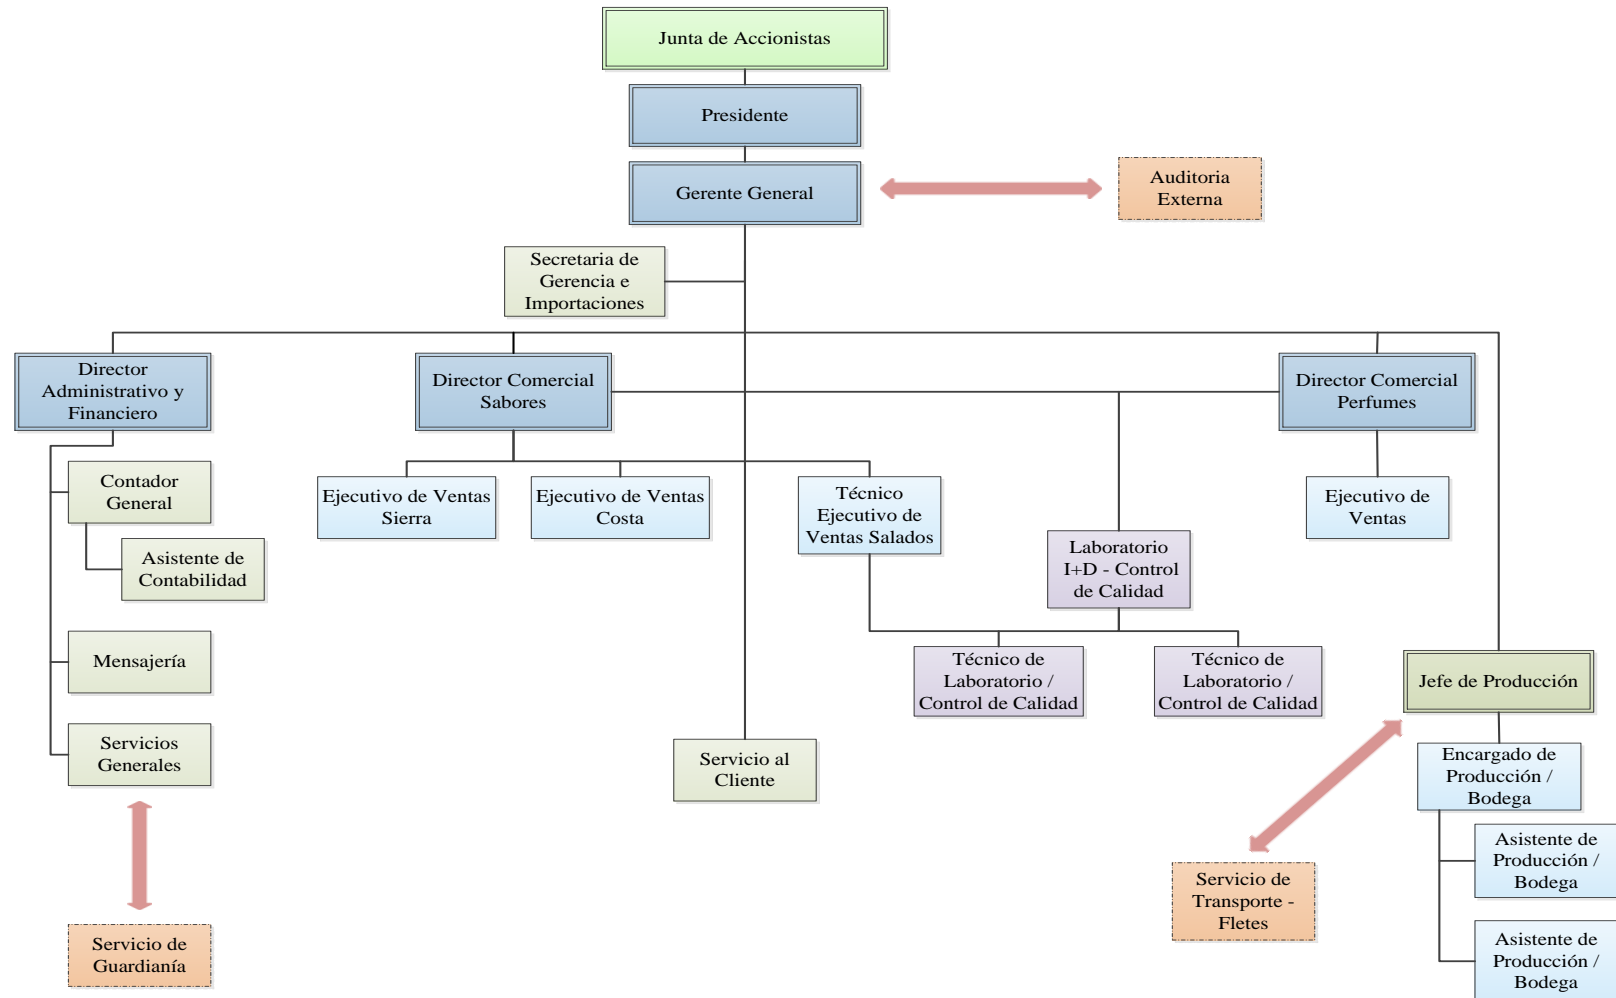 Junta de Accionistas
Presidente
Gerente General
Auditoria
Externa
Secretaria de
Gerencia e
Importaciones
Director
Administrativo y
Financiero
Director Comercial
Sabores
Director Comercial
Perfumes
Contador
General
Asistente de
Contabilidad
Mensajería
Servicios
Generales
Servicio de
Guardianía
Ejecutivo de Ventas
Sierra
Ejecutivo de Ventas
Costa
Técnico
Ejecutivo de
Ventas Salados
Laboratorio
I+D - Control
de Calidad
Ejecutivo de
Ventas
Técnico de
Laboratorio /
Control de Calidad
Técnico de
Laboratorio /
Control de Calidad
Servicio al
Cliente
Jefe de Producción
Encargado de
Producción /
Bodega
Asistente de
Producción /
Bodega
Asistente de
Producción /
Bodega
Servicio de
Transporte -
Fletes